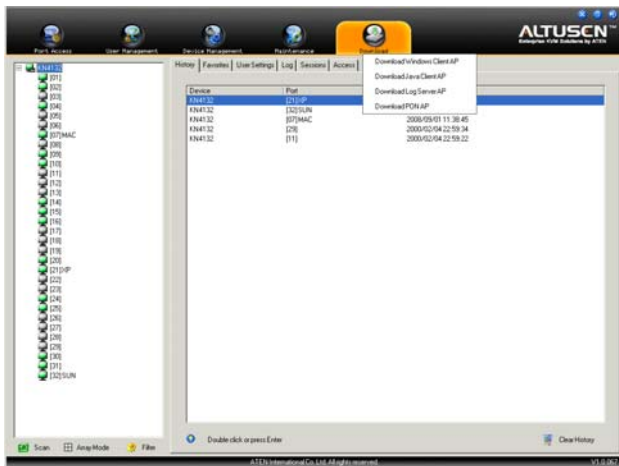 ALTUSEN™
Enterprise KVM Solutions by ATEN
Port Access
User Management
Device Management
Maintenance
Download
Download Windows Client AP
Download Java Client AP
Download Log Server AP
Download PON AP
History
Favorites
User Settings
Log
Sessions
Access
KN4132
[01]
[02]
[03]
[04]
[05]
[06]
[07]MAC
[08]
[09]
[10]
[11]
[12]
[13]
[14]
[15]
[16]
[17]
[18]
[19]
[20]
[21]XP
[22]
[23]
[24]
[25]
[26]
[27]
[28]
[29]
[30]
[31]
[32]SUN
Device Port
KN4132 [21]XP
KN4132 [32]SUN
KN4132 [07]MAC 2008/09/01 11:38:45
KN4132 [29] 2000/02/04 22:59:34
KN4132 [11] 2000/02/04 22:59:22
Scan
Array Mode
Filter
Double click or press Enter
Clear History
ATEN International Co. Ltd. All rights reserved.
V1.0.067